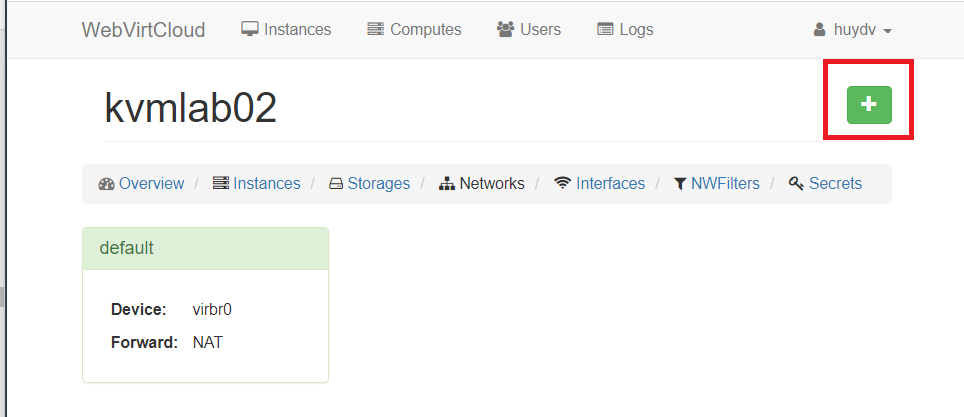 WebVirtCloud Instances Computes Users Logs huydv
kvmlab02
Overview / Instances / Storages / Networks / Interfaces / NWFilters / Secrets
default
Device: virbr0
Forward: NAT